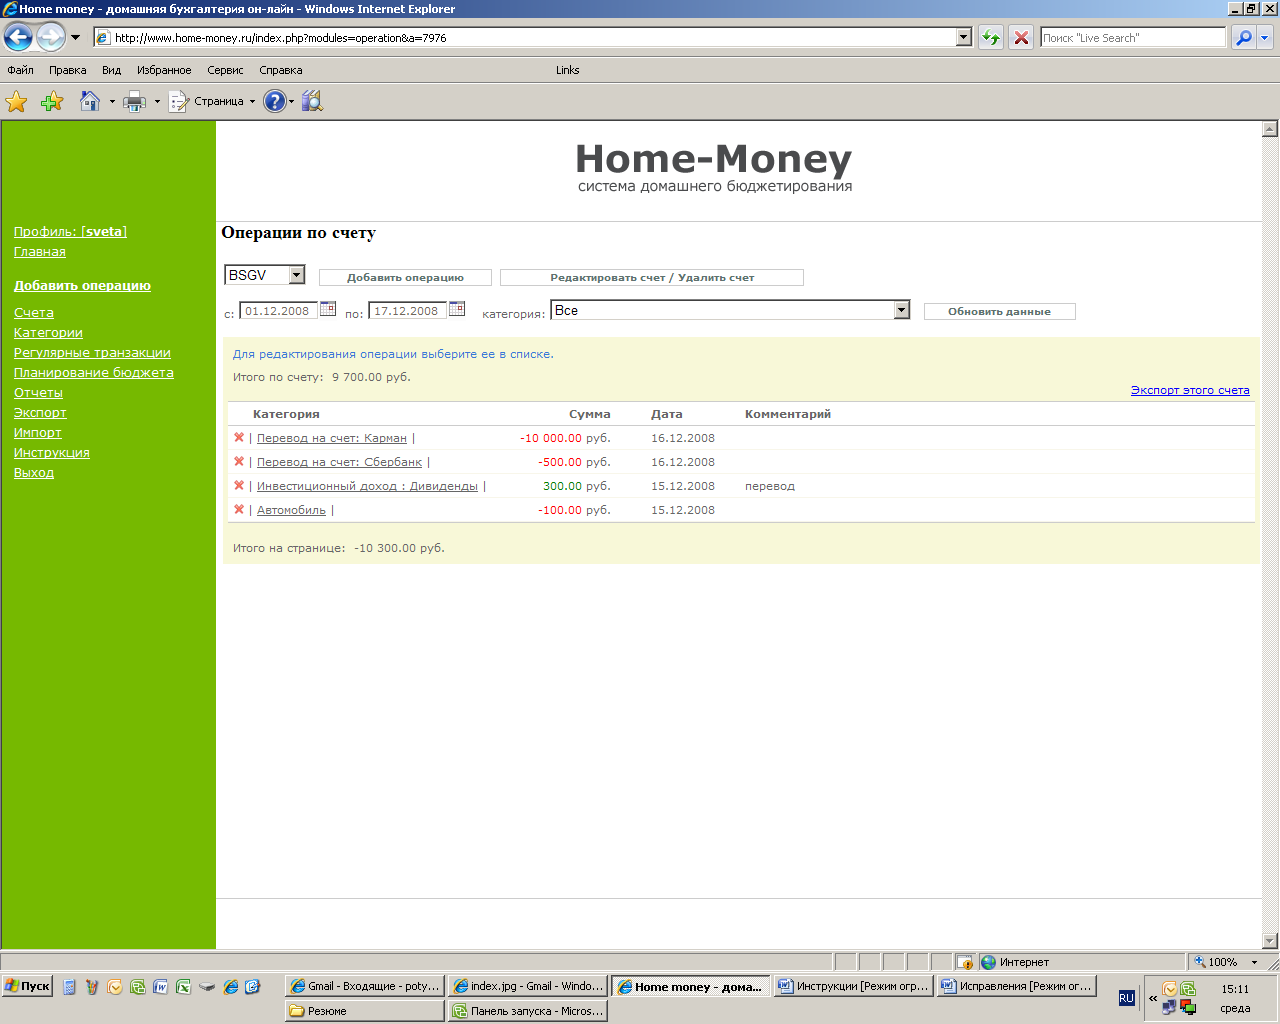 Home money - домашняя бухгалтерия он-лайн - Windows Internet Explorer
http://www.home-money.ru/index.php?modules=operation&a=7976
Поиск "Live Search"
Файл Правка Вид Избранное Сервис Справка Links
Страница
Home-Money
система домашнего бюджетирования
Профиль: [sveta]
Главная
Добавить операцию
Счета
Категории
Регулярные транзакции
Планирование бюджета
Отчеты
Экспорт
Импорт
Инструкция
Выход
Операции по счету
BSGV Добавить операцию Редактировать счет / Удалить счет
с: 01.12.2008 по: 17.12.2008 категория: Все Обновить данные
Для редактирования операции выберите ее в списке.
Итого по счету: 9 700.00 руб.
Экспорт этого счета
Категория Сумма Дата Комментарий
| Перевод на счет: Карман | -10 000.00 руб. 16.12.2008
| Перевод на счет: Сбербанк | -500.00 руб. 16.12.2008
| Инвестиционный доход : Дивиденды | 300.00 руб. 15.12.2008 перевод
| Автомобиль | -100.00 руб. 15.12.2008
Итого на странице: -10 300.00 руб.
Интернет 100%
Пуск Gmail - Входящие - poty... index.jpg - Gmail - Windo... Home money - дома... Инструкции [Режим огр... Исправления [Режим ог... RU « 15:11
Резюме Панель запуска - Micros... среда